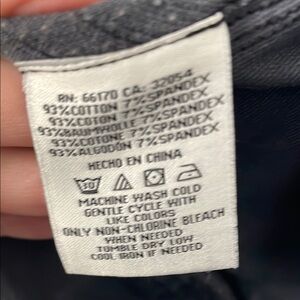 RN: 66170 CA: 32054
93%COTTON 7%SPANDEX
93%COTON 7%SPANDEX
93%BAUMWOLLE 7%SPANDEX
93%COTONE 7%SPANDEX
93%ALGODÓN 7%SPANDEX
HECHO EN CHINA
30
MACHINE WASH COLD
GENTLE CYCLE WITH
LIKE COLORS
ONLY NON-CHLORINE BLEACH
WHEN NEEDED
TUMBLE DRY LOW
COOL IRON IF NEEDED